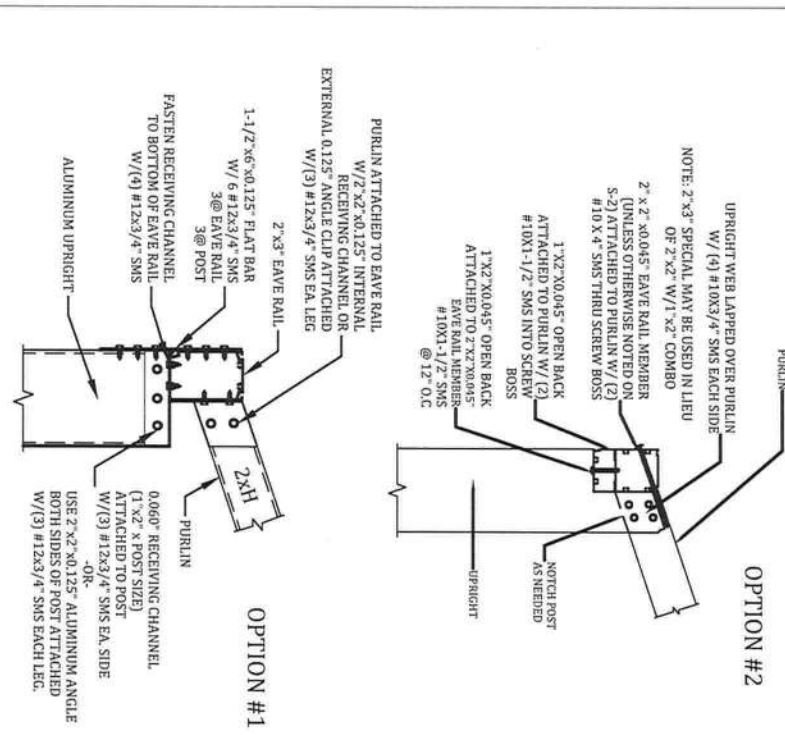 PURLIN
UPRIGHT WEB LAPPED OVER PURLIN
W/ (4) #10X3/4" SMS EACH SIDE
NOTE: 2"x3" SPECIAL MAY BE USED IN LIEU
OF 2"x2" W/1"x2" COMBO
2" x 2" x0.045" EAVE RAIL MEMBER
(UNLESS OTHERWISE NOTED ON
S-2) ATTACHED TO PURLIN W/ (2)
#10 X 4" SMS THRU SCREW BOSS
1"X2"X0.045" OPEN BACK
ATTACHED TO PURLIN W/ (2)
#10X1-1/2" SMS INTO SCREW
BOSS
1"X2"X0.045" OPEN BACK
ATTACHED TO 2"X2"X0.045"
EAVE RAIL MEMBER
#10X1-1/2" SMS
@ 12" O.C
NOTCH POST
AS NEEDED
UPRIGHT
OPTION #2
PURLIN ATTACHED TO EAVE RAIL
W/2"x2"x0.125" INTERNAL
RECEIVING CHANNEL OR
EXTERNAL 0.125" ANGLE CLIP ATTACHED
W/(3) #12x3/4" SMS EA. LEG
2"x3" EAVE RAIL
1-1/2"x6"x0.125" FLAT BAR
W/ 6 #12x3/4" SMS
3@ EAVE RAIL
3@ POST
FASTEN RECEIVING CHANNEL
TO BOTTOM OF EAVE RAIL
W/(4) #12x3/4" SMS
ALUMINUM UPRIGHT
2xH
PURLIN
0.060" RECEIVING CHANNEL
(1"x2" x POST SIZE)
ATTACHED TO POST
W/(3) #12x3/4" SMS EA. SIDE
-OR-
USE 2"x2"x0.125" ALUMINUM ANGLE
BOTH SIDES OF POST ATTACHED
W/(3) #12x3/4" SMS EACH LEG.
OPTION #1